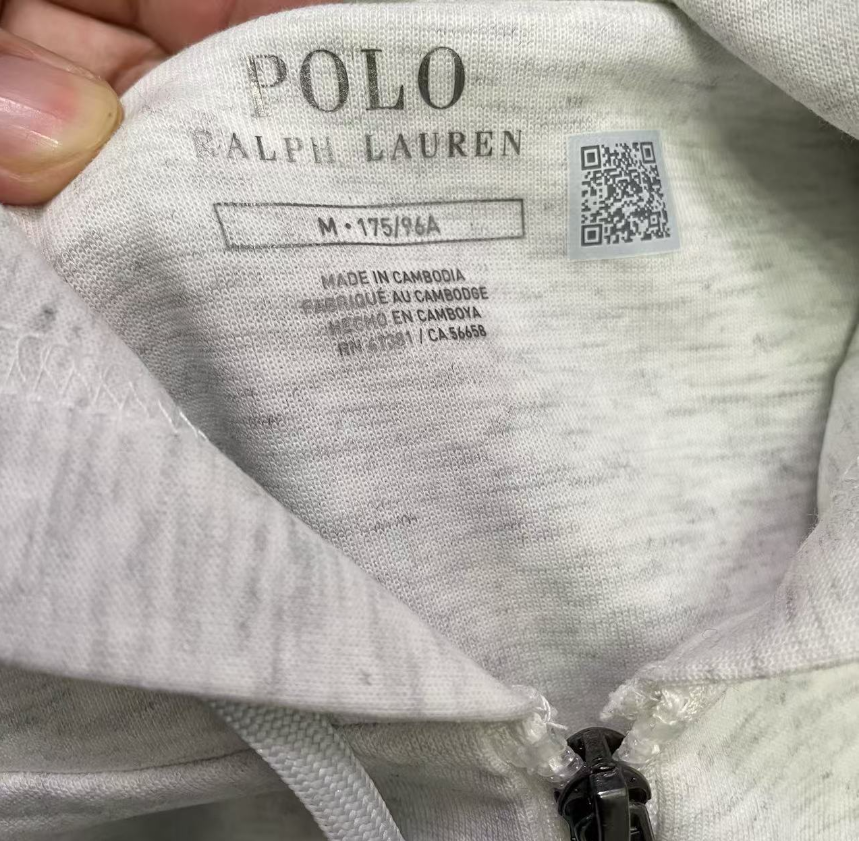 POLO
RALPH LAUREN
M • 175/96A
MADE IN CAMBODIA
FABRIQUÉ AU CAMBODGE
HECHO EN CAMBOYA
RN 41381 / CA 56658